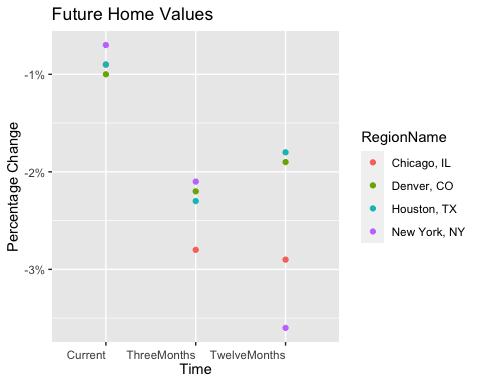 Future Home Values
-1%
-2%
-3%
Percentage Change
Current
ThreeMonths
TwelveMonths
Time
RegionName
Chicago, IL
Denver, CO
Houston, TX
New York, NY